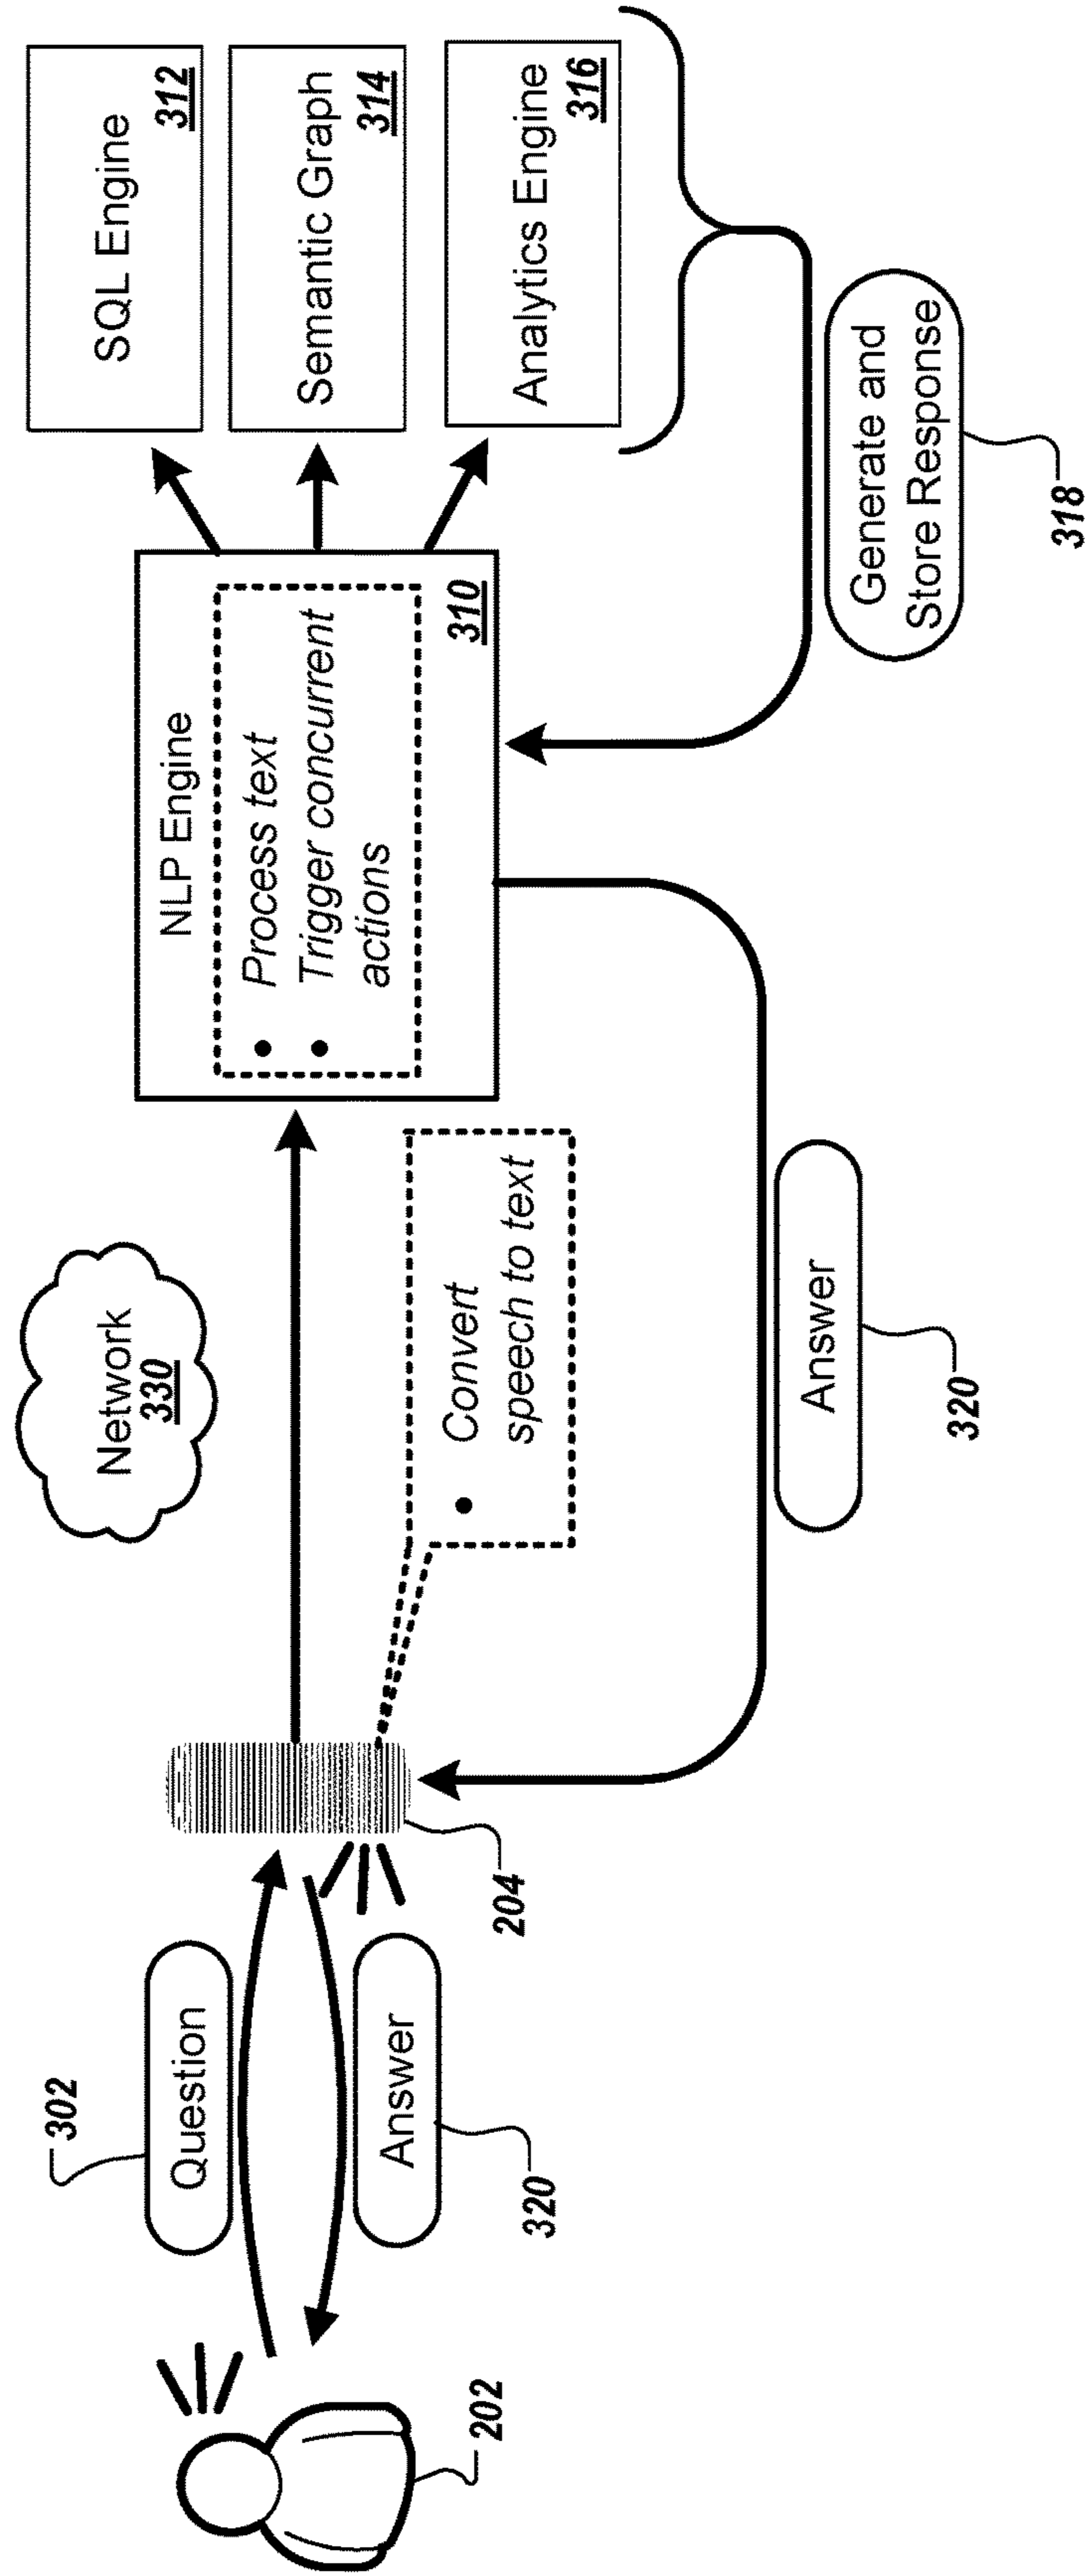 302
Question
Answer
320
202
204
Network
330
• Convert
speech to text
NLP Engine
• Process text
• Trigger concurrent
actions
310
SQL Engine
312
Semantic Graph
314
Analytics Engine
316
Generate and
Store Response
318
Answer
320